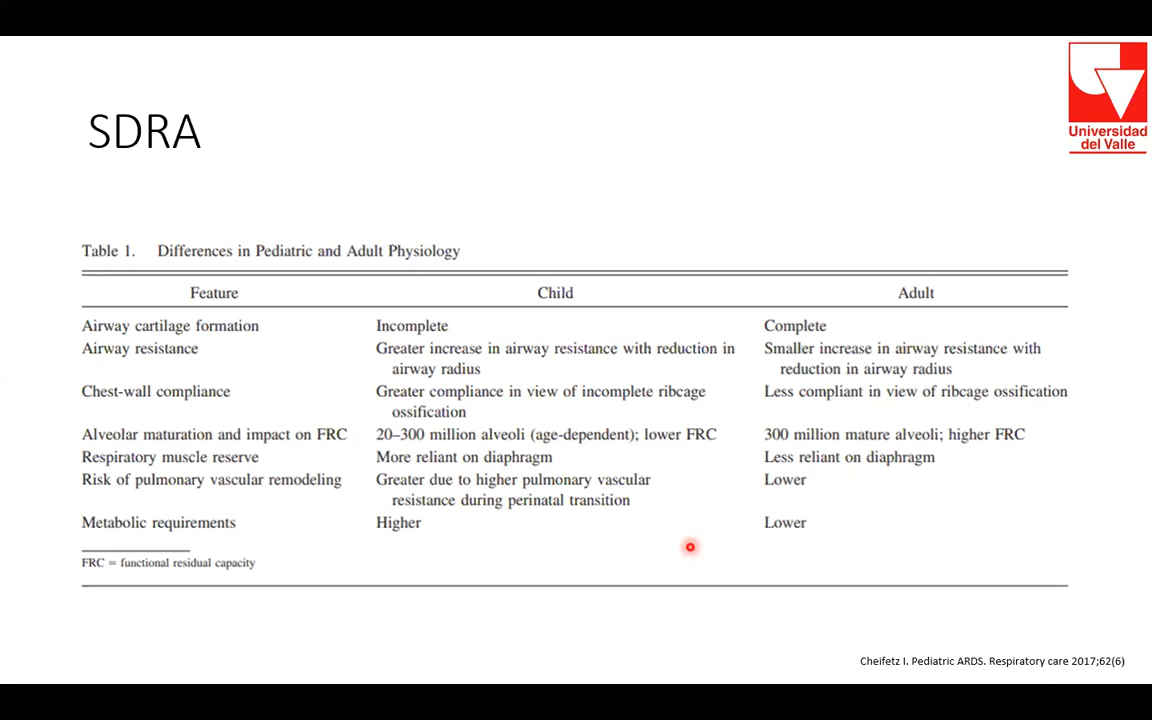 Universidad
del Valle
SDRA
Table 1. Differences in Pediatric and Adult Physiology
Feature Child Adult
Airway cartilage formation Incomplete Complete
Airway resistance Greater increase in airway resistance with reduction in Smaller increase in airway resistance with
airway radius reduction in airway radius
Chest-wall compliance Greater compliance in view of incomplete ribcage Less compliant in view of ribcage ossification
ossification
Alveolar maturation and impact on FRC 20–300 million alveoli (age-dependent); lower FRC 300 million mature alveoli; higher FRC
Respiratory muscle reserve More reliant on diaphragm Less reliant on diaphragm
Risk of pulmonary vascular remodeling Greater due to higher pulmonary vascular Lower
resistance during perinatal transition
Metabolic requirements Higher Lower
FRC = functional residual capacity
Cheifetz I. Pediatric ARDS. Respiratory care 2017;62(6)